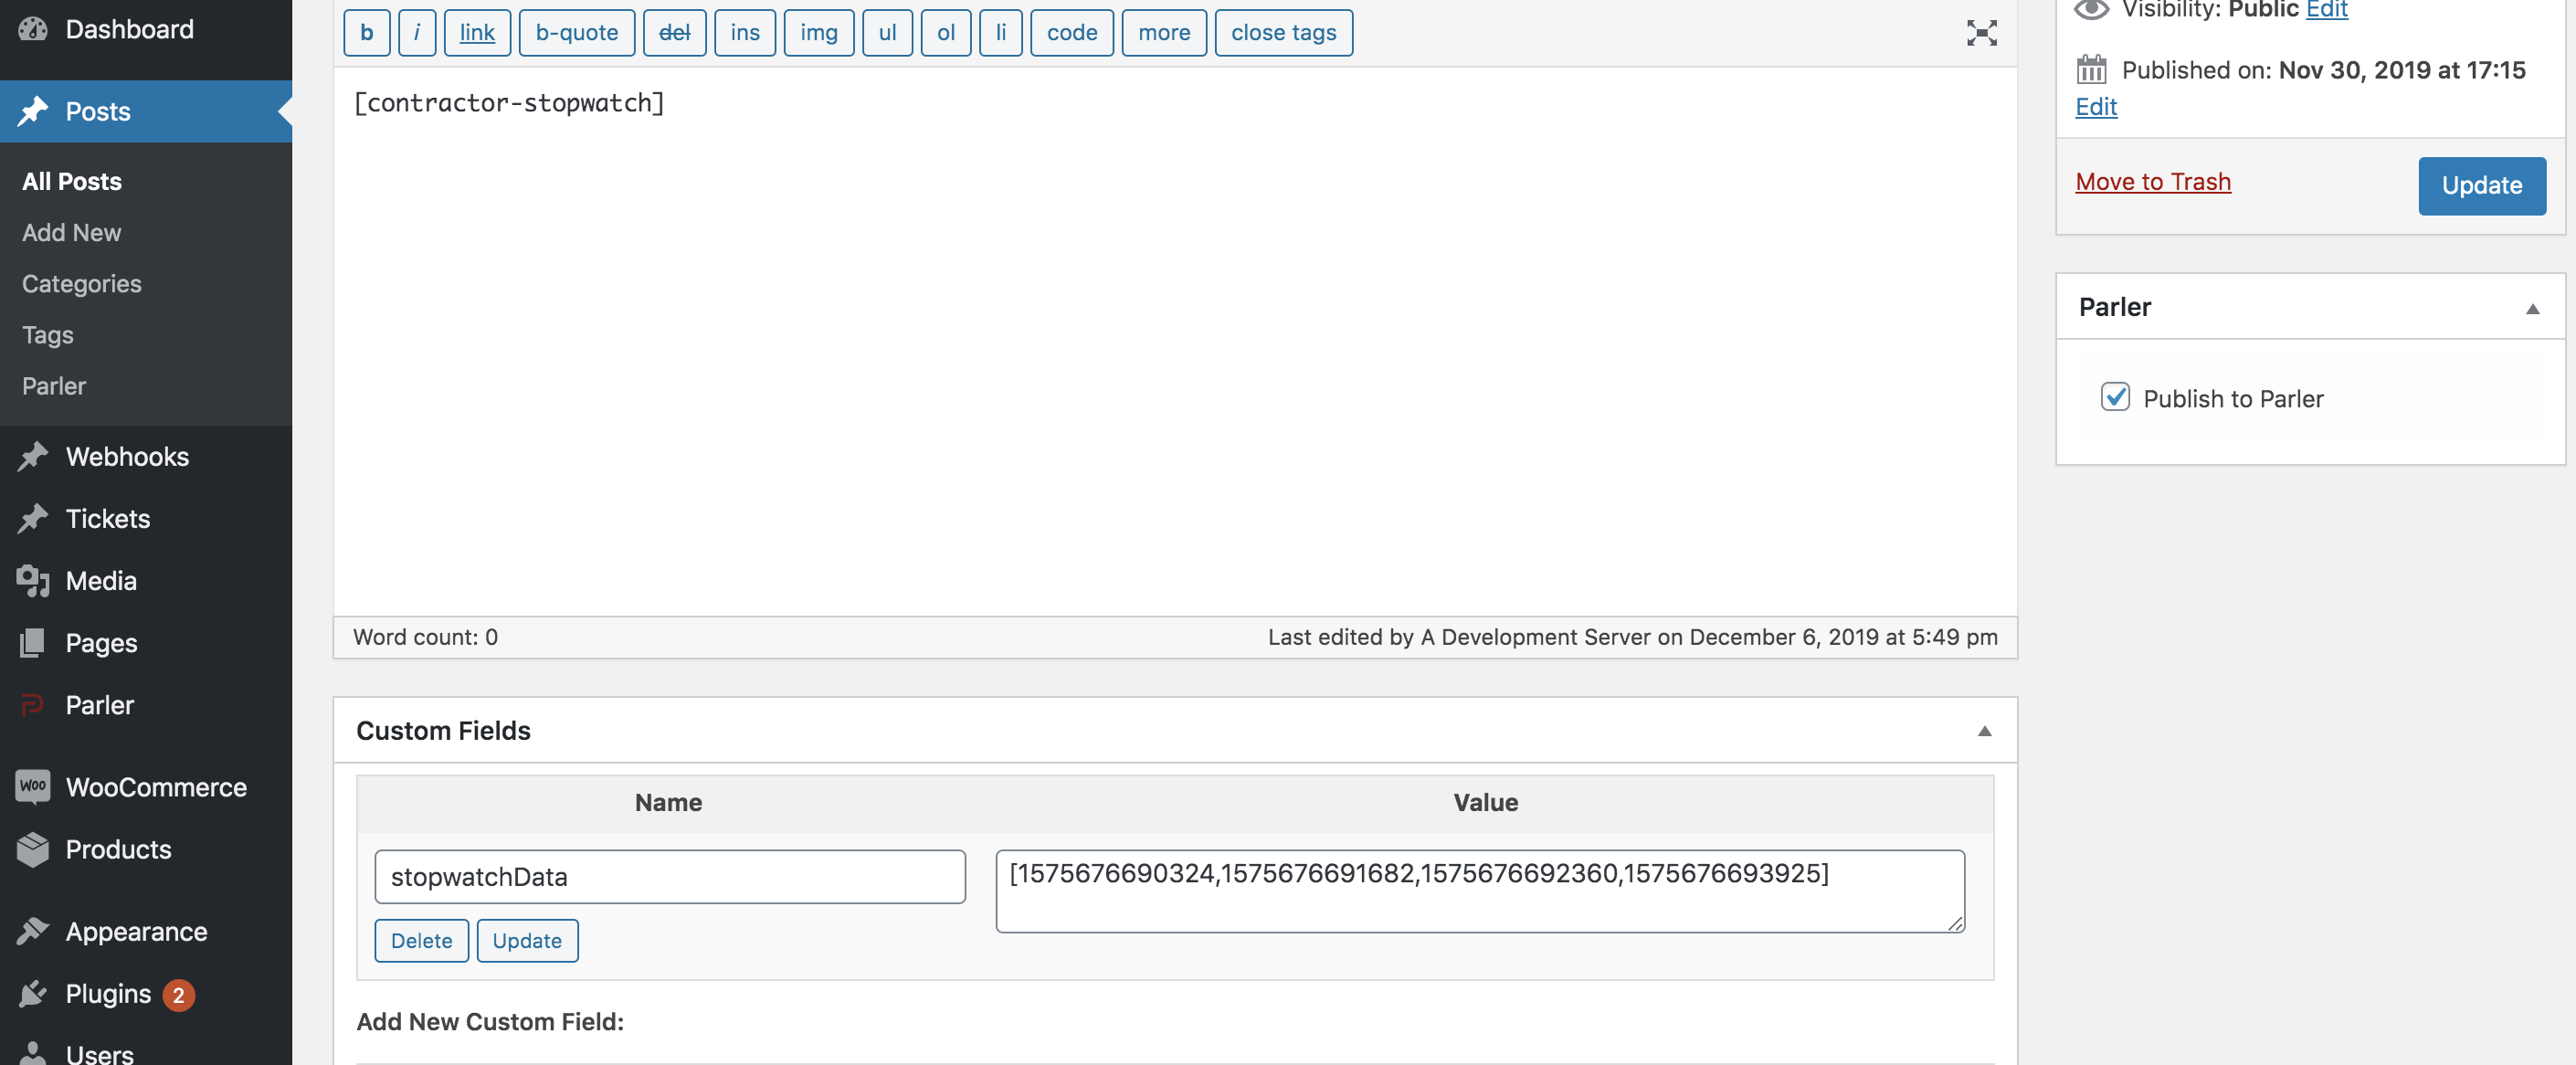 Dashboard
Posts
All Posts
Add New
Categories
Tags
Parler
Webhooks
Tickets
Media
Pages
Parler
WOO
WooCommerce
Products
Appearance
Plugins 2
Users
b i link b-quote del ins img ul ol li code more close tags
[contractor-stopwatch]
Word count: 0
Last edited by A Development Server on December 6, 2019 at 5:49 pm
Custom Fields
Name Value
stopwatchData
[1575676690324,1575676691682,1575676692360,1575676693925]
Delete Update
Add New Custom Field:
Visibility: Public Edit
Published on: Nov 30, 2019 at 17:15
Edit
Move to Trash
Update
Parler
Publish to Parler